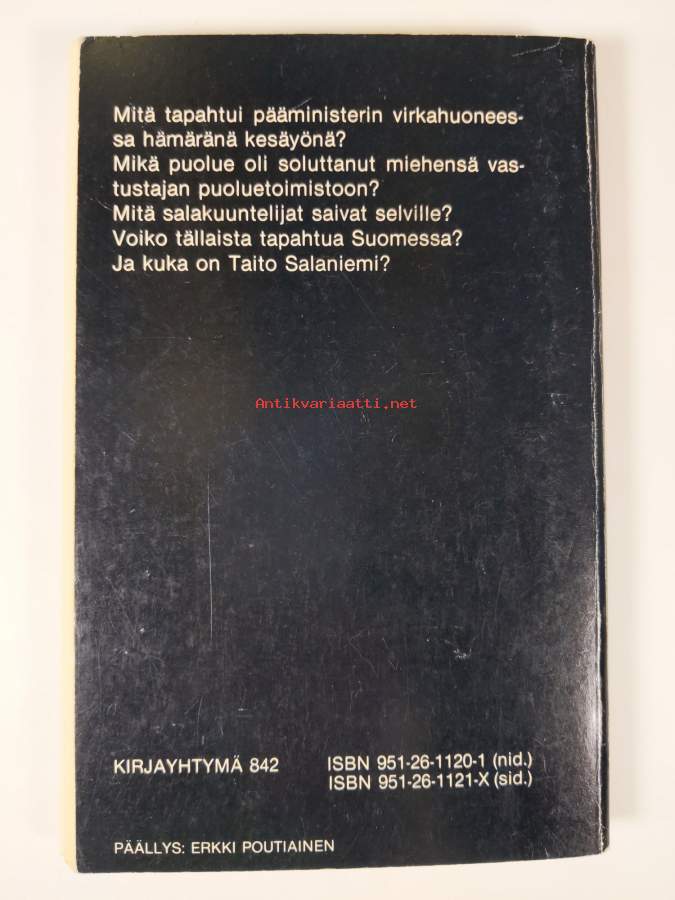 Mitä tapahtui pääministerin virkahuonees-
sa hämäränä kesäyönä?
Mikä puolue oli soluttanut miehensä vas-
tustajan puoluetoimistoon?
Mitä salakuuntelijat saivat selville?
Voiko tällaista tapahtua Suomessa?
Ja kuka on Taito Salaniemi?
Antikvariaatti.net
KIRJAYHTYMÄ 842 ISBN 951-26-1120-1 (nid.)
ISBN 951-26-1121-X (sid.)
PÄÄLLYS: ERKKI POUTIAINEN